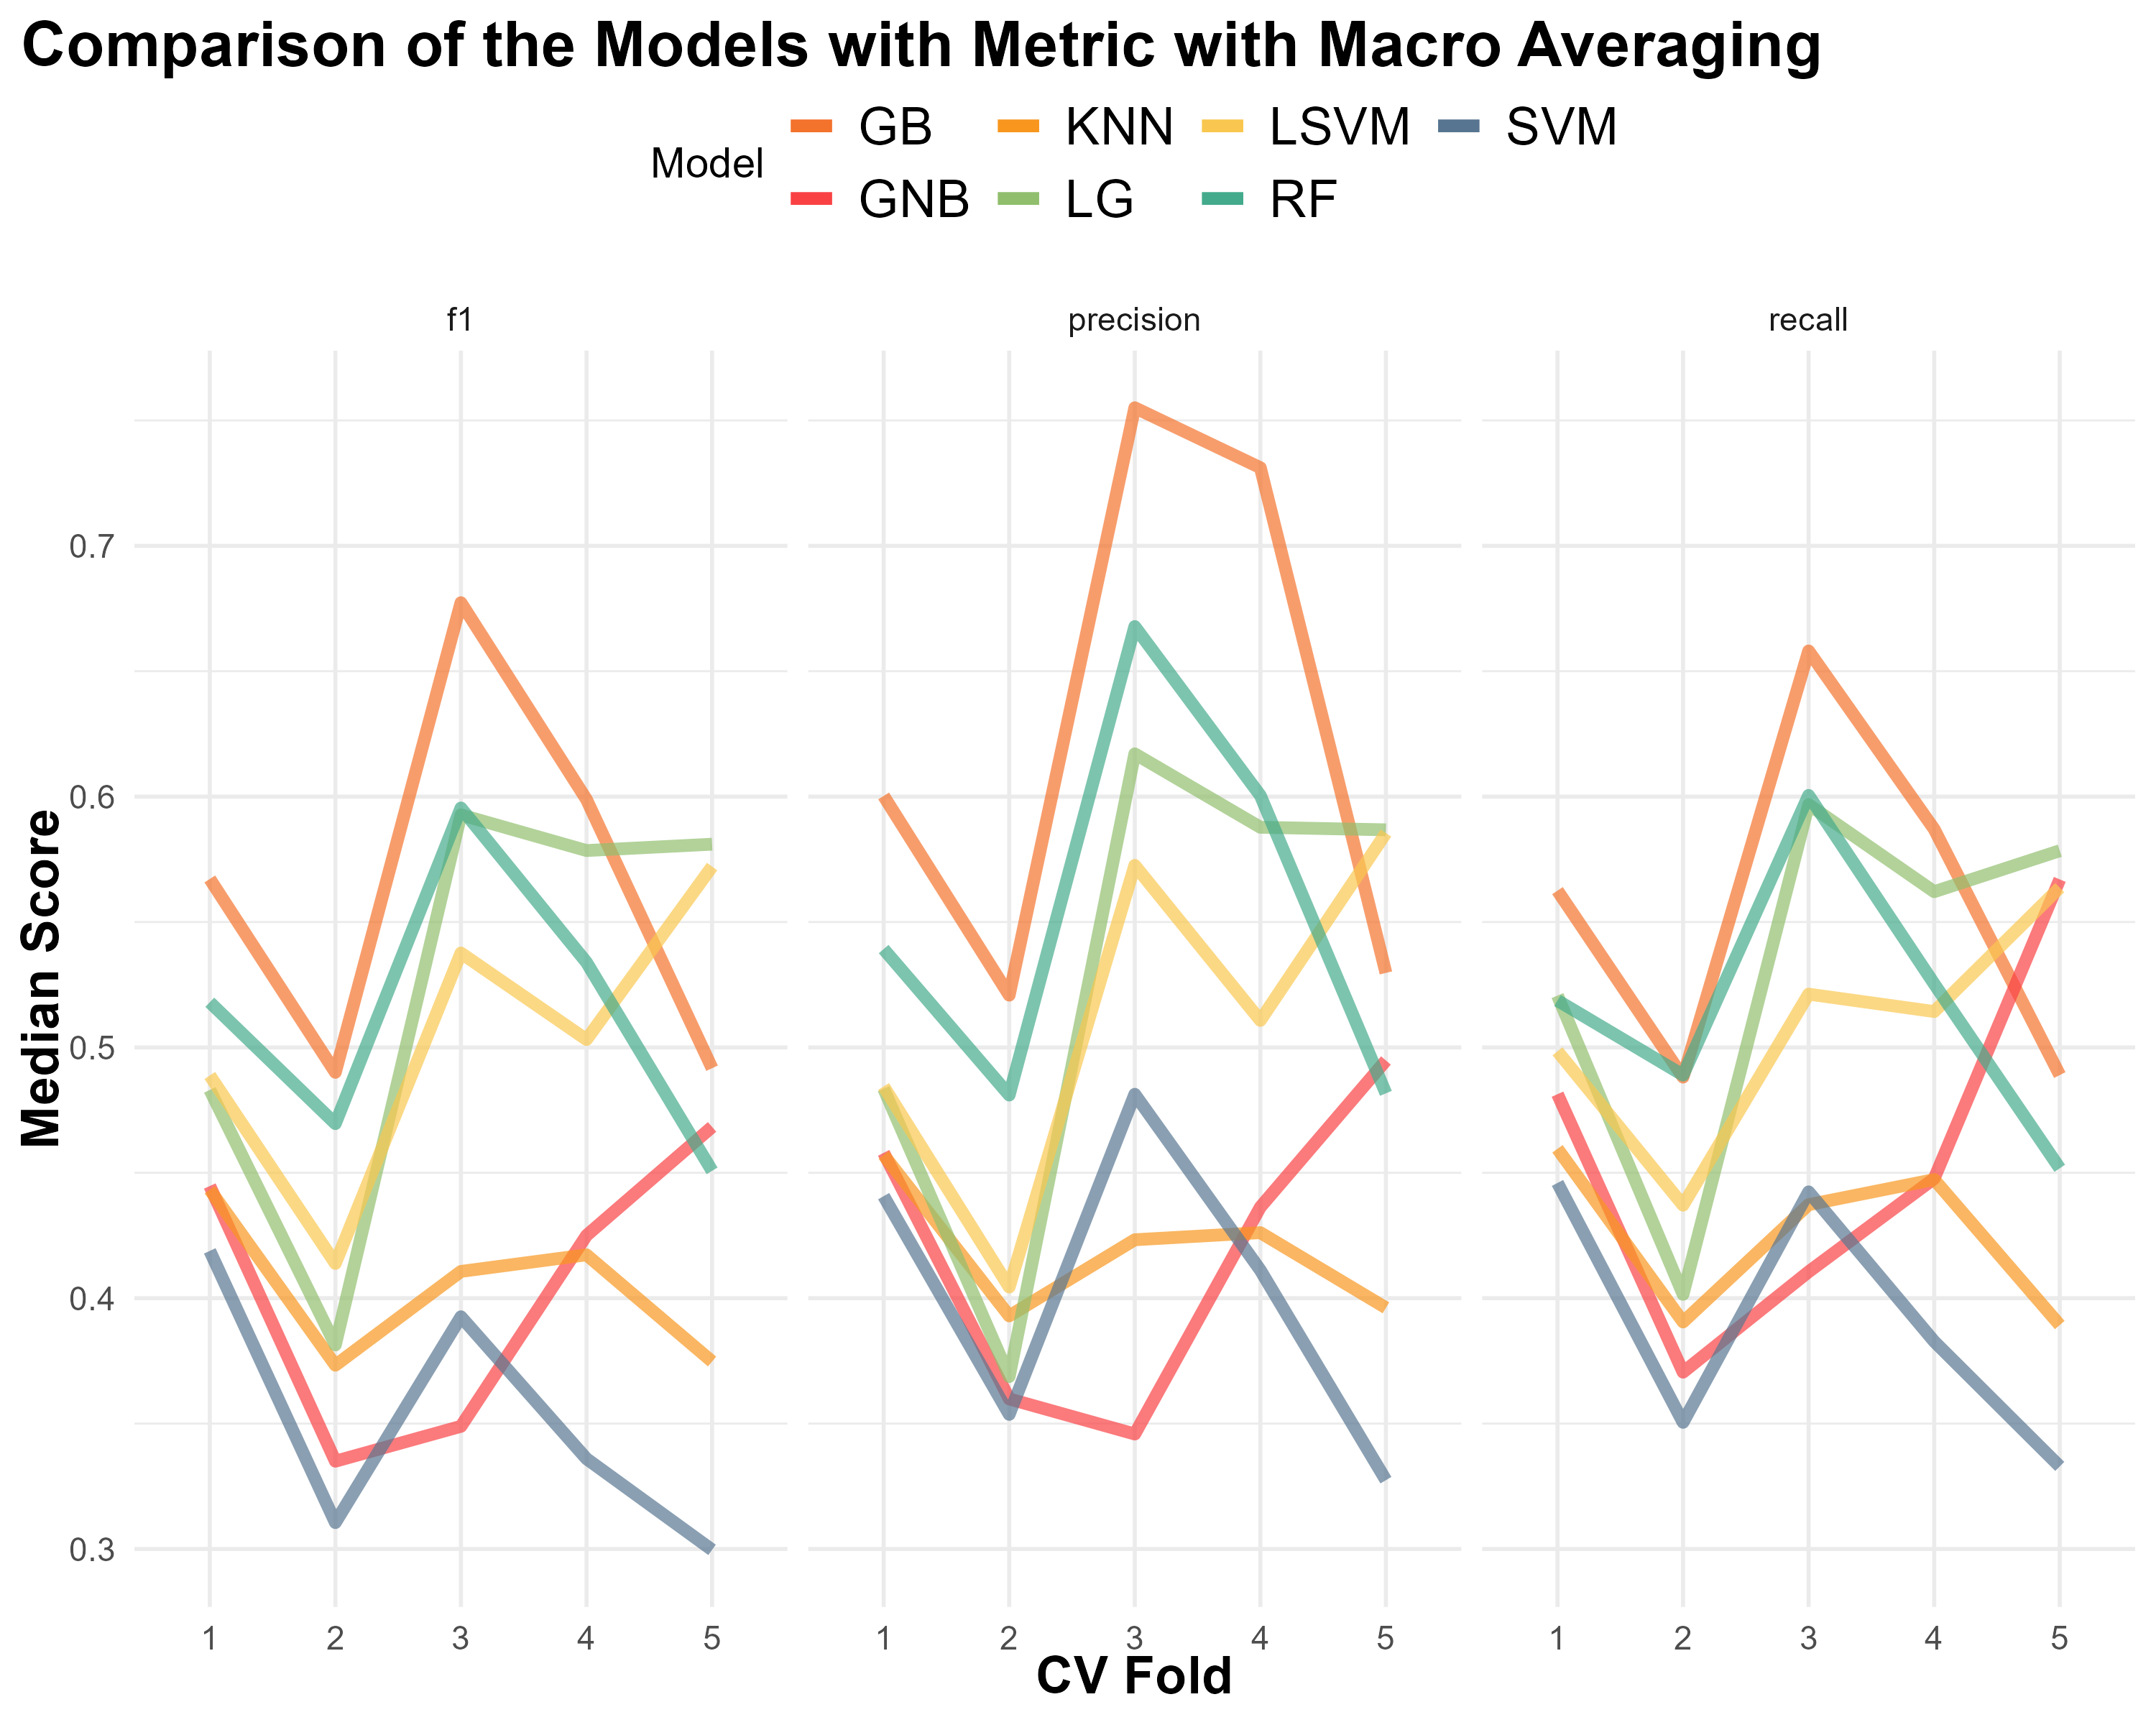 Comparison of the Models with Metric with Macro Averaging
Model
GB KNN LSVM SVM
GNB LG RF
f1 precision recall
Median Score
0.7
0.6
0.5
0.4
0.3
1 2 3 4 5 1 2 3 4 5 1 2 3 4 5
CV Fold